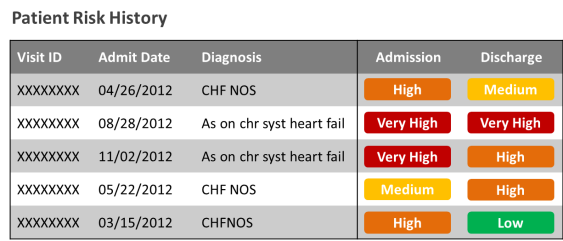 Patient Risk History
Visit ID Admit Date Diagnosis Admission Discharge
XXXXXXXX 04/26/2012 CHF NOS High Medium
XXXXXXXX 08/28/2012 As on chr syst heart fail Very High Very High
XXXXXXXX 11/02/2012 As on chr syst heart fail Very High High
XXXXXXXX 05/22/2012 CHF NOS Medium High
XXXXXXXX 03/15/2012 CHFNOS High Low